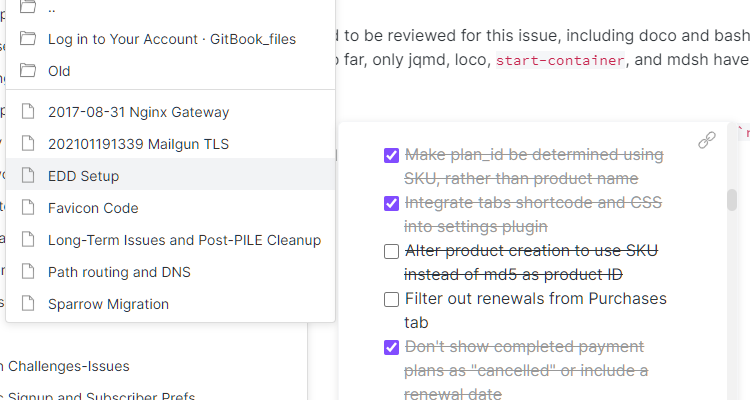 ..
Log in to Your Account · GitBook_files
Old
2017-08-31 Nginx Gateway
202101191339 Mailgun TLS
EDD Setup
Favicon Code
Long-Term Issues and Post-PILE Cleanup
Path routing and DNS
Sparrow Migration
Challenges-Issues
Signup and Subscriber Prefs
to be reviewed for this issue, including doco and bash
far, only jqmd, loco, start-container, and mdsh have
Make plan_id be determined using
SKU, rather than product name
Integrate tabs shortcode and CSS
into settings plugin
Alter product creation to use SKU
instead of md5 as product ID
Filter out renewals from Purchases
tab
Don't show completed payment
plans as "cancelled" or include a
renewal date